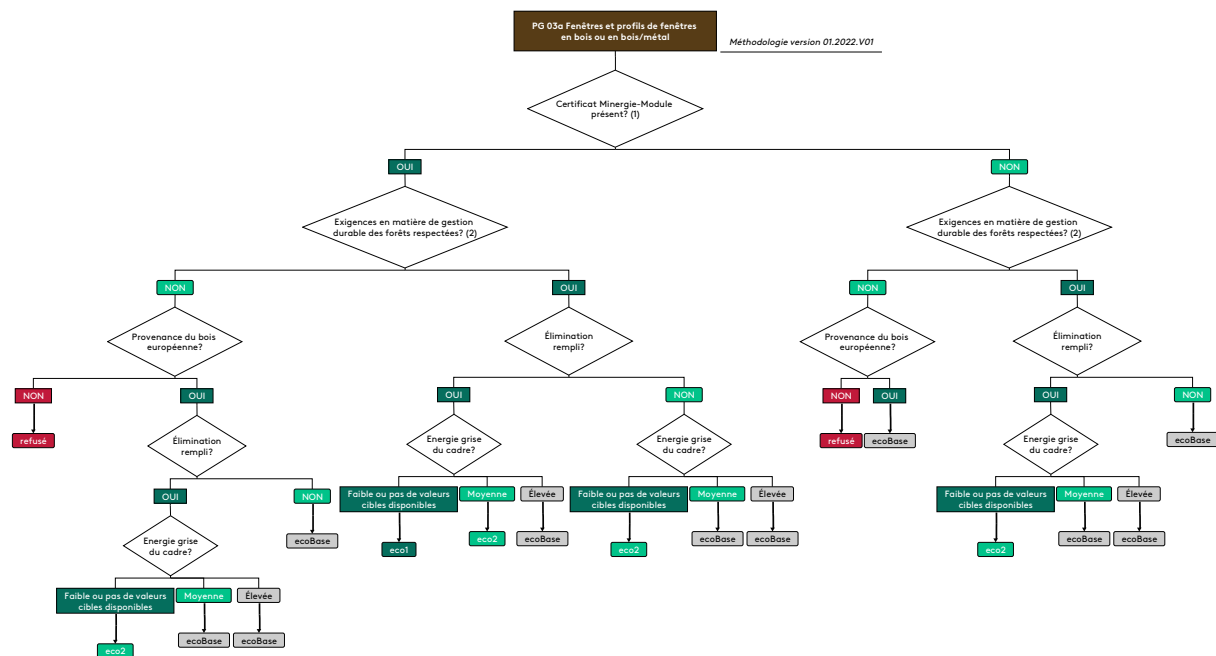 PG 03a Fenêtres et profils de fenêtres
en bois ou en bois/métal
Méthodologie version 01.2022.V01
Certificat Minergie-Module
présent? (1)
OUI
NON
Exigences en matière de gestion
durable des forêts respectées? (2)
Exigences en matière de gestion
durable des forêts respectées? (2)
NON
OUI
NON
OUI
Provenance du bois
européenne?
Élimination
rempli?
Provenance du bois
européenne?
Élimination
rempli?
NON
OUI
OUI
NON
NON
OUI
OUI
NON
refusé
Élimination
rempli?
Energie grise
du cadre?
Energie grise
du cadre?
refusé
ecoBase
Energie grise
du cadre?
ecoBase
OUI
NON
Faible ou pas de valeurs
cibles disponibles
Moyenne
Élevée
Faible ou pas de valeurs
cibles disponibles
Moyenne
Élevée
Faible ou pas de valeurs
cibles disponibles
Moyenne
Élevée
Energie grise
du cadre?
ecoBase
eco1
eco2
ecoBase
eco2
ecoBase
ecoBase
eco2
ecoBase
ecoBase
Faible ou pas de valeurs
cibles disponibles
Moyenne
Élevée
eco2
ecoBase
ecoBase